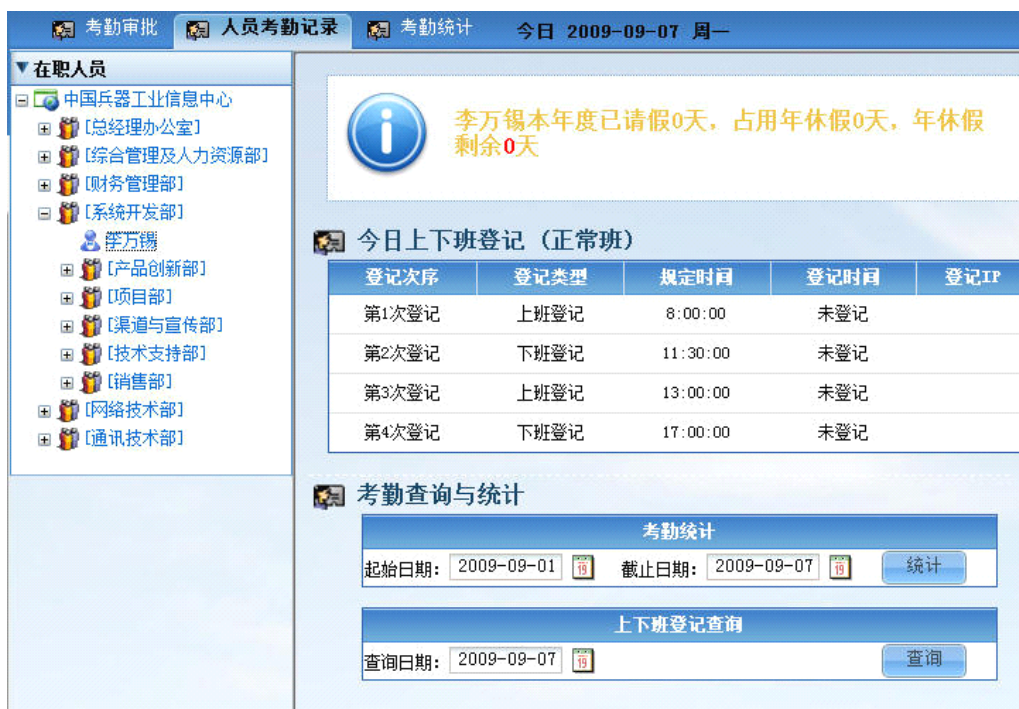 考勤审批 人员考勤记录 考勤统计 今日 2009-09-07 周一
在职人员
中国兵器工业信息中心
[总经理办公室]
[综合管理及人力资源部]
[财务管理部]
[系统开发部]
李万锡
[产品创新部]
[项目部]
[渠道与宣传部]
[技术支持部]
[销售部]
[网络技术部]
[通讯技术部]
李万锡本年度已请假0天，占用年休假0天，年休假
剩余0天
今日上下班登记（正常班）
登记次序 登记类型 规定时间 登记时间 登记IP
第1次登记 上班登记 8:00:00 未登记
第2次登记 下班登记 11:30:00 未登记
第3次登记 上班登记 13:00:00 未登记
第4次登记 下班登记 17:00:00 未登记
考勤查询与统计
考勤统计
起始日期： 2009-09-01 19 截止日期： 2009-09-07 19 统计
上下班登记查询
查询日期： 2009-09-07 19 查询